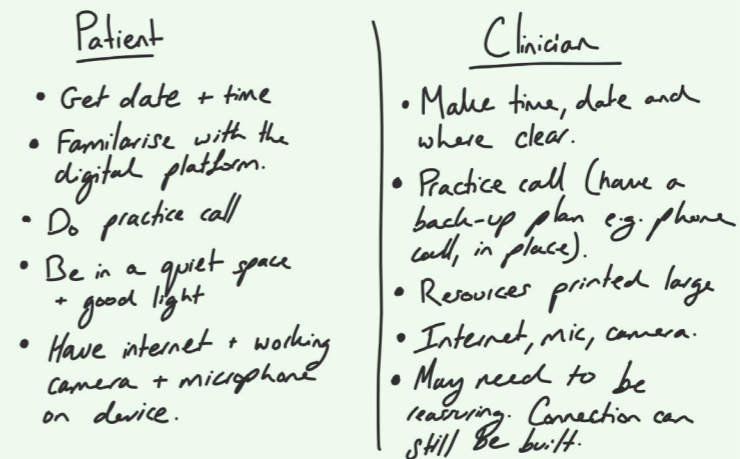 Patient
• Get date + time
• Familarise with the
digital platform.
• Do practice call
• Be in a quiet space
+ good light
• Have internet + working
camera + microphone
on device.
Clinician
• Make time, date and
where clear.
• Practice call (have a
back-up plan e.g. phone
call, in place).
• Resources printed large
• Internet, mic, camera.
• May need to be
reassuring. Connection can
still be built.